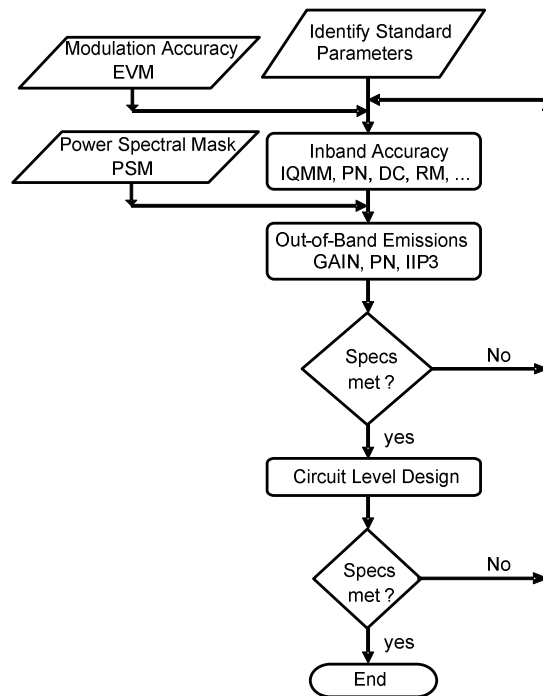 Modulation Accuracy
EVM
Identify Standard
Parameters
Power Spectral Mask
PSM
Inband Accuracy
IQMM, PN, DC, RM, ...
Out-of-Band Emissions
GAIN, PN, IIP3
Specs
met ?
No
yes
Circuit Level Design
Specs
met ?
No
yes
End